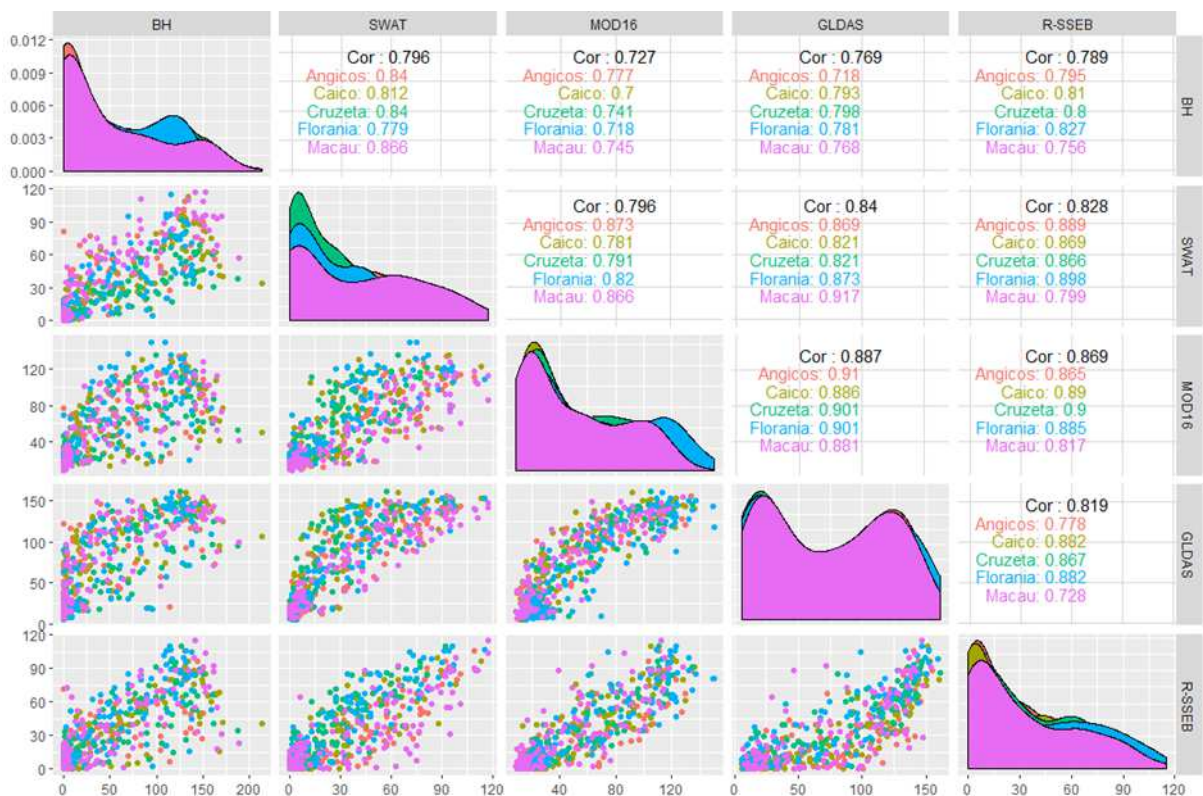 BH
SWAT
MOD16
GLDAS
R-SSEB
0.012
0.009
0.006
0.003
0.000
Cor : 0.796
Angicos: 0.84
Caico: 0.812
Cruzeta: 0.84
Florania: 0.779
Macau: 0.866
Cor : 0.727
Angicos: 0.777
Caico: 0.7
Cruzeta: 0.741
Florania: 0.718
Macau: 0.745
Cor : 0.769
Angicos: 0.718
Caico: 0.793
Cruzeta: 0.798
Florania: 0.781
Macau: 0.768
Cor : 0.789
Angicos: 0.795
Caico: 0.81
Cruzeta: 0.8
Florania: 0.827
Macau: 0.756
BH
120
90
60
30
0
Cor : 0.796
Angicos: 0.873
Caico: 0.781
Cruzeta: 0.791
Florania: 0.82
Macau: 0.866
Cor : 0.84
Angicos: 0.869
Caico: 0.821
Cruzeta: 0.821
Florania: 0.873
Macau: 0.917
Cor : 0.828
Angicos: 0.889
Caico: 0.869
Cruzeta: 0.866
Florania: 0.898
Macau: 0.799
SWAT
120
80
40
Cor : 0.887
Angicos: 0.91
Caico: 0.886
Cruzeta: 0.901
Florania: 0.901
Macau: 0.881
Cor : 0.869
Angicos: 0.865
Caico: 0.89
Cruzeta: 0.9
Florania: 0.885
Macau: 0.817
MOD16
150
100
50
0
Cor : 0.819
Angicos: 0.778
Caico: 0.882
Cruzeta: 0.867
Florania: 0.882
Macau: 0.728
GLDAS
120
90
60
30
0
R-SSEB
0 50 100 150 200
0 30 60 90 120
40 80 120
0 50 100 150
0 30 60 90 120